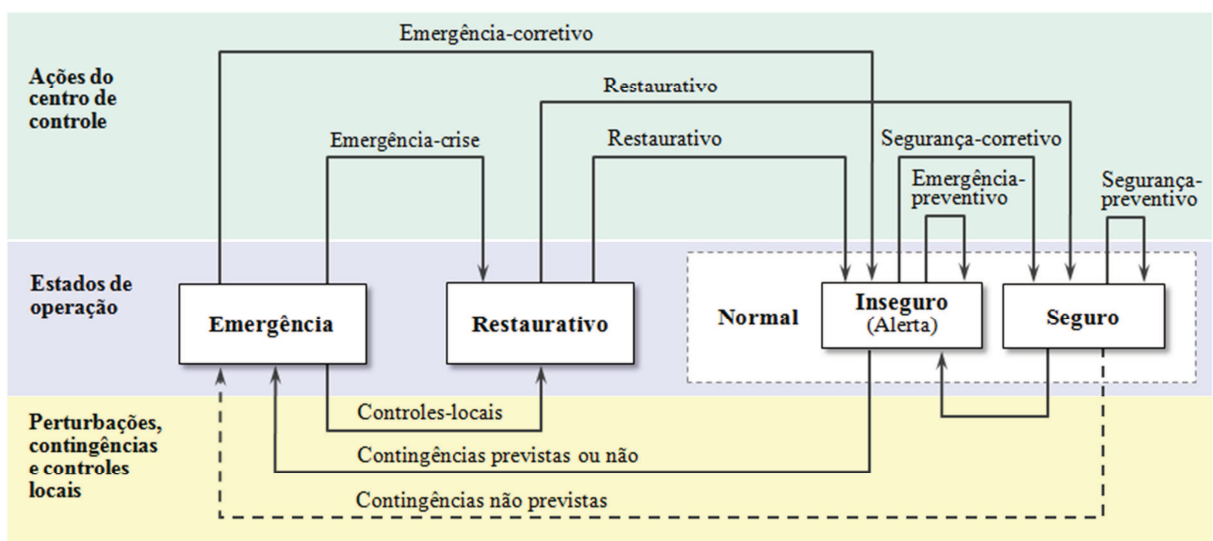 Emergência-corretivo
Ações do
centro de
controle
Restaurativo
Emergência-crise
Restaurativo
Segurança-corretivo
Emergência-
preventivo
Segurança-
preventivo
Estados de
operação
Emergência
Restaurativo
Normal
Inseguro
(Alerta)
Seguro
Perturbações,
contingências
e controles
locais
Controles-locais
Contingências previstas ou não
Contingências não previstas